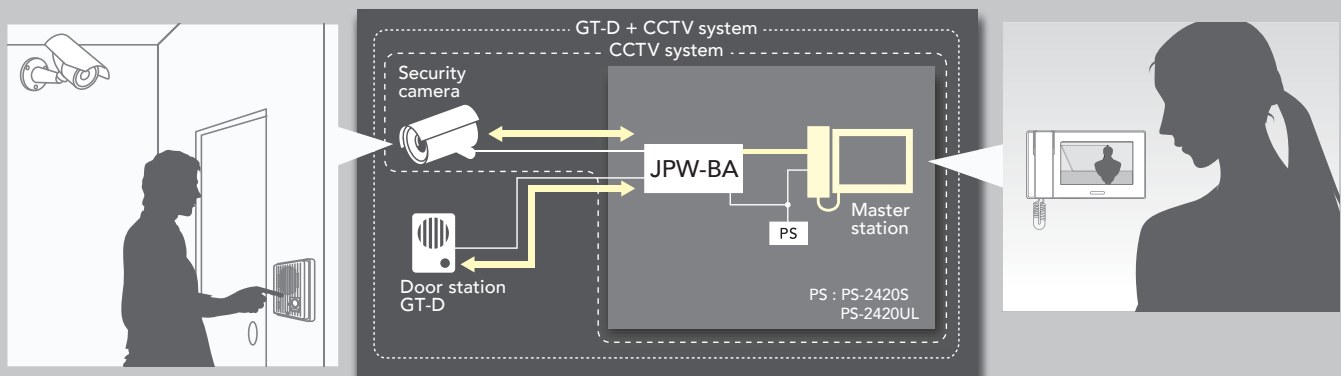 GT-D + CCTV system
CCTV system
Security
camera
JPW-BA
Master
station
PS
Door station
GT-D
PS : PS-2420S
PS-2420UL